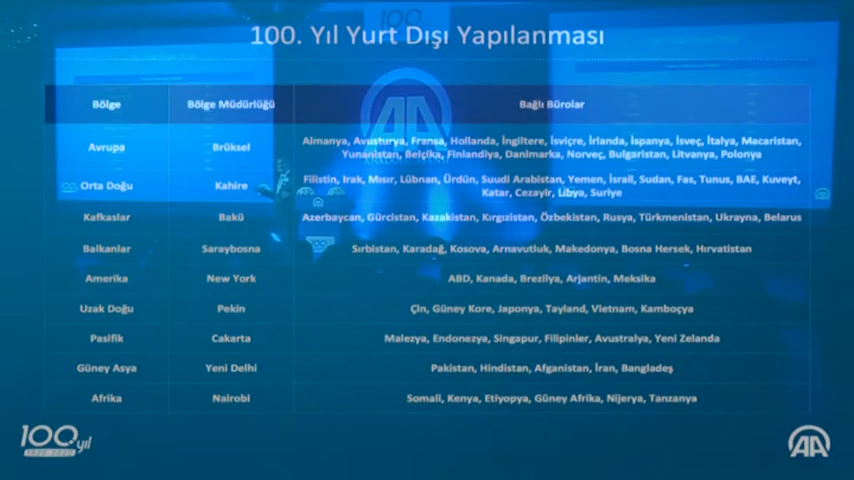 100. Yıl Yurt Dışı Yapılanması
Bölge Bölge Müdürlüğü Bağlı Bürolar
Avrupa Brüksel Almanya, Avusturya, Fransa, Hollanda, İngiltere, İsviçre, İrlanda, İspanya, İsveç, İtalya, Macaristan,
Yunanistan, Belçika, Finlandiya, Danimarka, Norveç, Bulgaristan, Litvanya, Polonya
Orta Doğu Kahire Filistin, Irak, Mısır, Lübnan, Ürdün, Suudi Arabistan, Yemen, İsrail, Sudan, Fas, Tunus, BAE, Kuveyt,
Katar, Cezayir, Libya, Suriye
Kafkaslar Bakü Azerbaycan, Gürcistan, Kazakistan, Kırgızistan, Özbekistan, Rusya, Türkmenistan, Ukrayna, Belarus
Balkanlar Saraybosna Sırbistan, Karadağ, Kosova, Arnavutluk, Makedonya, Bosna Hersek, Hırvatistan
Amerika New York ABD, Kanada, Brezilya, Arjantin, Meksika
Uzak Doğu Pekin Çin, Güney Kore, Japonya, Tayland, Vietnam, Kamboçya
Pasifik Cakarta Malezya, Endonezya, Singapur, Filipinler, Avustralya, Yeni Zelanda
Güney Asya Yeni Delhi Pakistan, Hindistan, Afganistan, İran, Bangladeş
Afrika Nairobi Somali, Kenya, Etiyopya, Güney Afrika, Nijerya, Tanzanya
100.yıl
AA